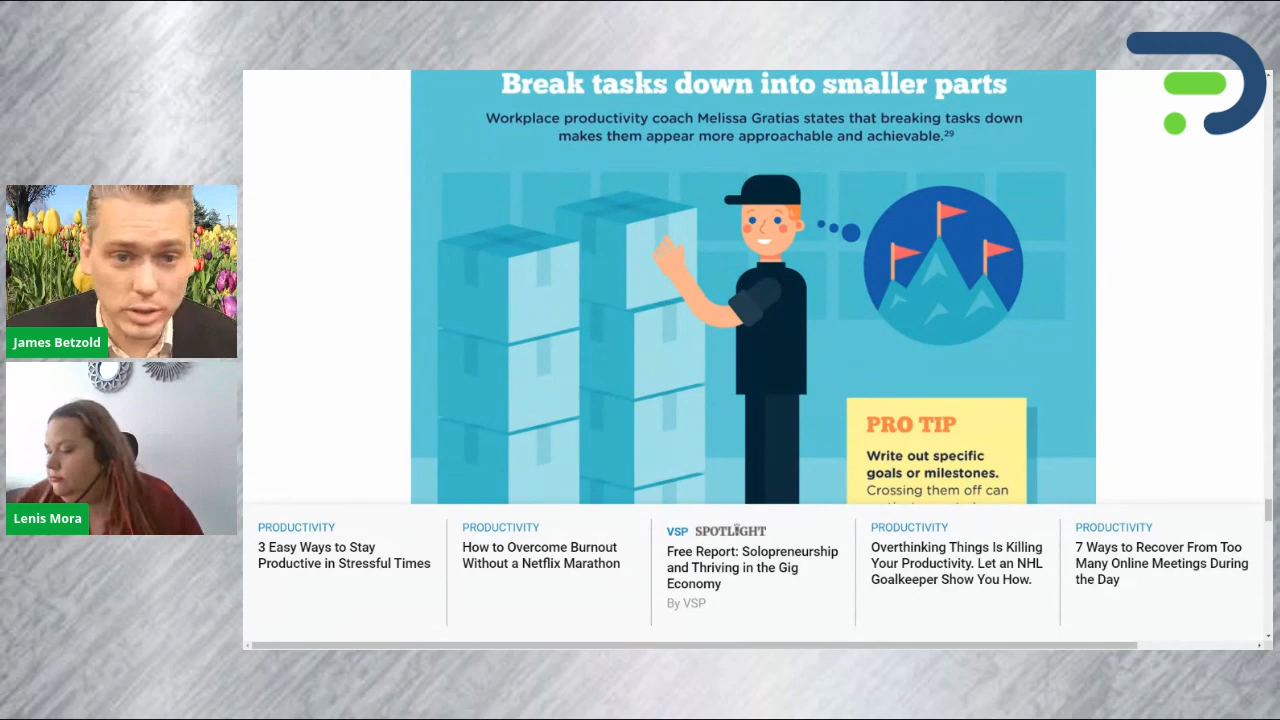 Break tasks down into smaller parts
Workplace productivity coach Melissa Gratias states that breaking tasks down
makes them appear more approachable and achievable.²⁹
PRO TIP
Write out specific
goals or milestones.
Crossing them off can
James Betzold
Lenis Mora
PRODUCTIVITY
3 Easy Ways to Stay
Productive in Stressful Times
PRODUCTIVITY
How to Overcome Burnout
Without a Netflix Marathon
VSP SPOTLIGHT
Free Report: Solopreneurship
and Thriving in the Gig
Economy
By VSP
PRODUCTIVITY
Overthinking Things Is Killing
Your Productivity. Let an NHL
Goalkeeper Show You How.
PRODUCTIVITY
7 Ways to Recover From Too
Many Online Meetings During
the Day